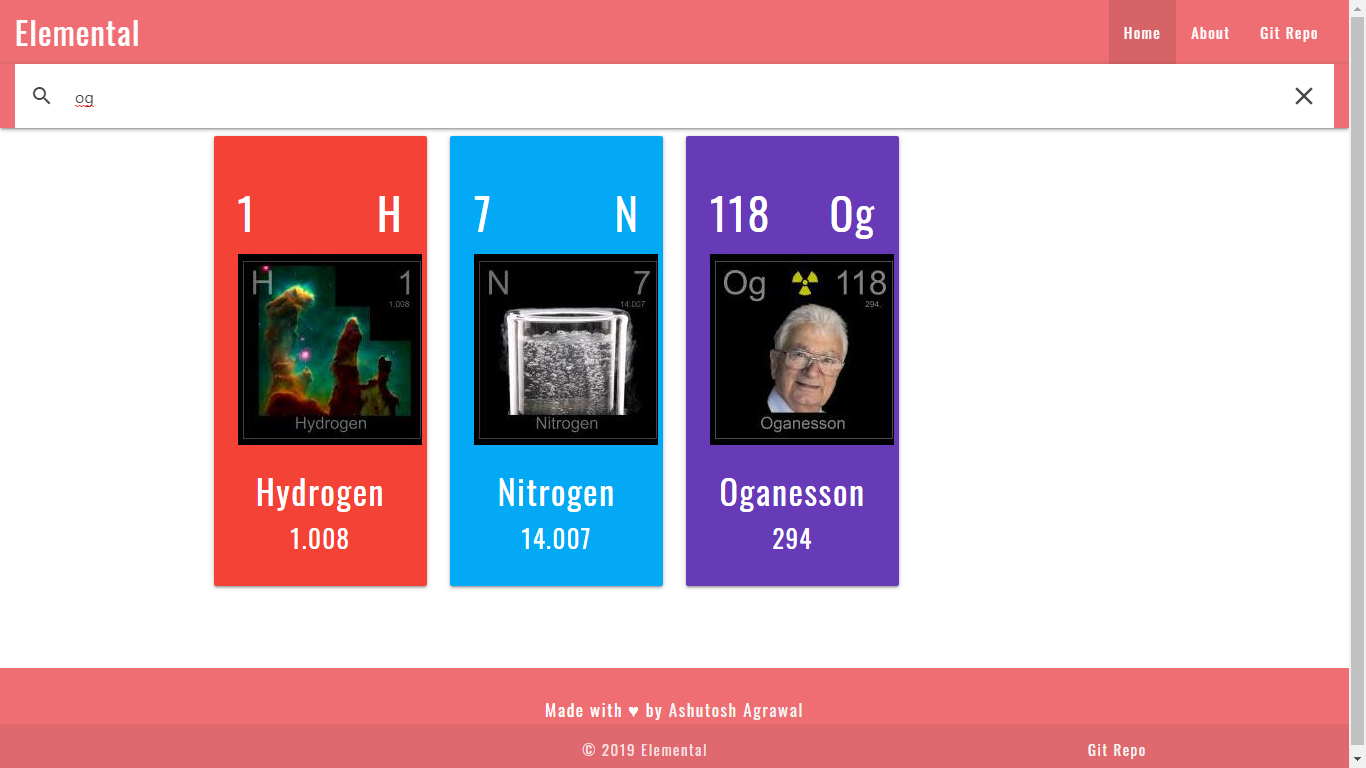 Elemental
Home About Git Repo
og
1 H
H 1
1.008
Hydrogen
Hydrogen
1.008
7 N
N 7
14.007
Nitrogen
Nitrogen
14.007
118 Og
Og 118
294.
Oganesson
Oganesson
294
Made with ♥ by Ashutosh Agrawal
© 2019 Elemental
Git Repo